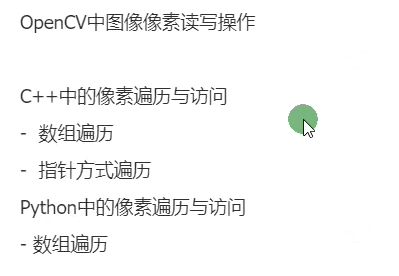 OpenCV中图像像素读写操作
C++中的像素遍历与访问
- 数组遍历
- 指针方式遍历
Python中的像素遍历与访问
- 数组遍历